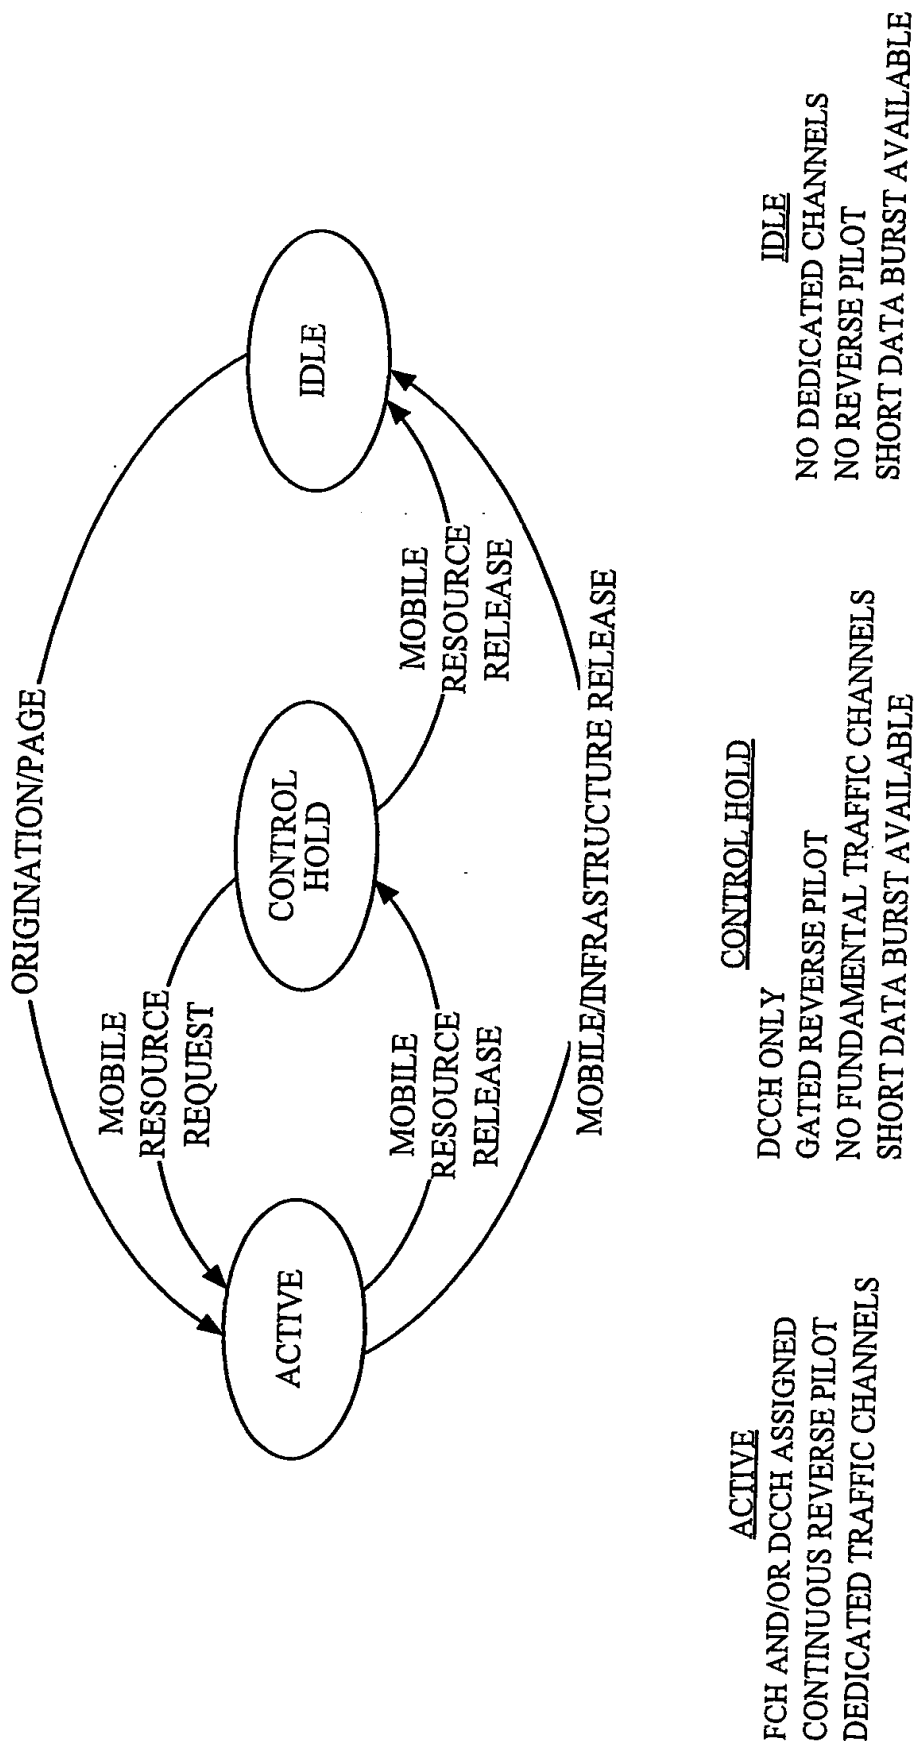 ORIGINATION/PAGE
MOBILE
RESOURCE
REQUEST
ACTIVE
CONTROL
HOLD
IDLE
MOBILE
RESOURCE
RELEASE
MOBILE
RESOURCE
RELEASE
MOBILE/INFRASTRUCTURE RELEASE
ACTIVE
FCH AND/OR DCCH ASSIGNED
CONTINUOUS REVERSE PILOT
DEDICATED TRAFFIC CHANNELS
CONTROL HOLD
DCCH ONLY
GATED REVERSE PILOT
NO FUNDAMENTAL TRAFFIC CHANNELS
SHORT DATA BURST AVAILABLE
IDLE
NO DEDICATED CHANNELS
NO REVERSE PILOT
SHORT DATA BURST AVAILABLE